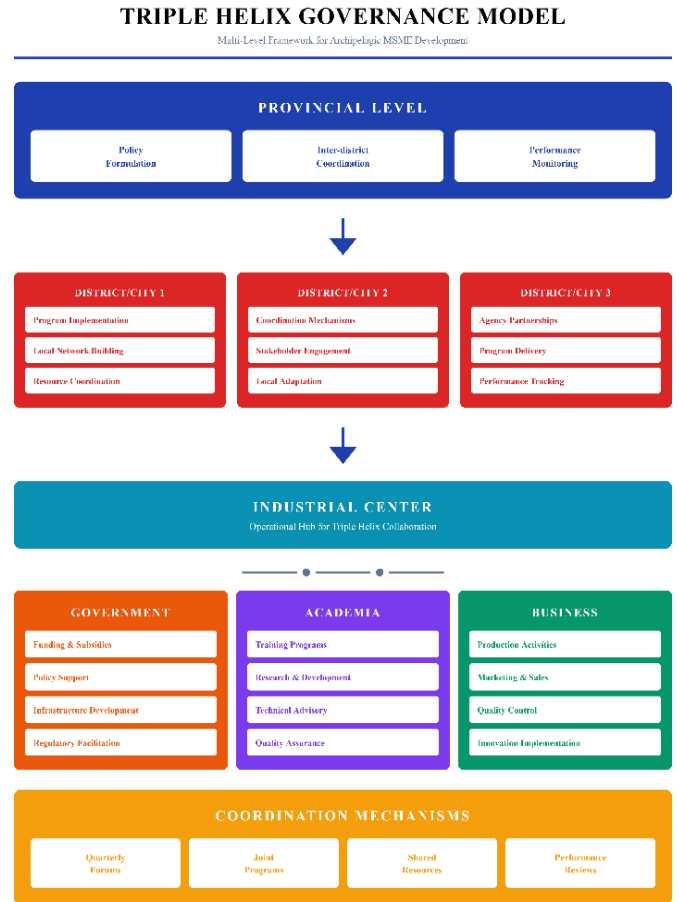 TRIPLE HELIX GOVERNANCE MODEL
Multi-Level Framework for Archipelagic MSME Development
PROVINCIAL LEVEL
Policy
Formulation
Inter-district
Coordination
Performance
Monitoring
DISTRICT/CITY 1
Program Implementation
Local Network Building
Resource Coordination
DISTRICT/CITY 2
Coordination Mechanisms
Stakeholder Engagement
Local Adaptation
DISTRICT/CITY 3
Agency Partnerships
Program Delivery
Performance Tracking
INDUSTRIAL CENTER
Operational Hub for Triple Helix Collaboration
GOVERNMENT
Funding & Subsidies
Policy Support
Infrastructure Development
Regulatory Facilitation
ACADEMIA
Training Programs
Research & Development
Technical Advisory
Quality Assurance
BUSINESS
Production Activities
Marketing & Sales
Quality Control
Innovation Implementation
COORDINATION MECHANISMS
Quarterly
Forums
Joint
Programs
Shared
Resources
Performance
Reviews